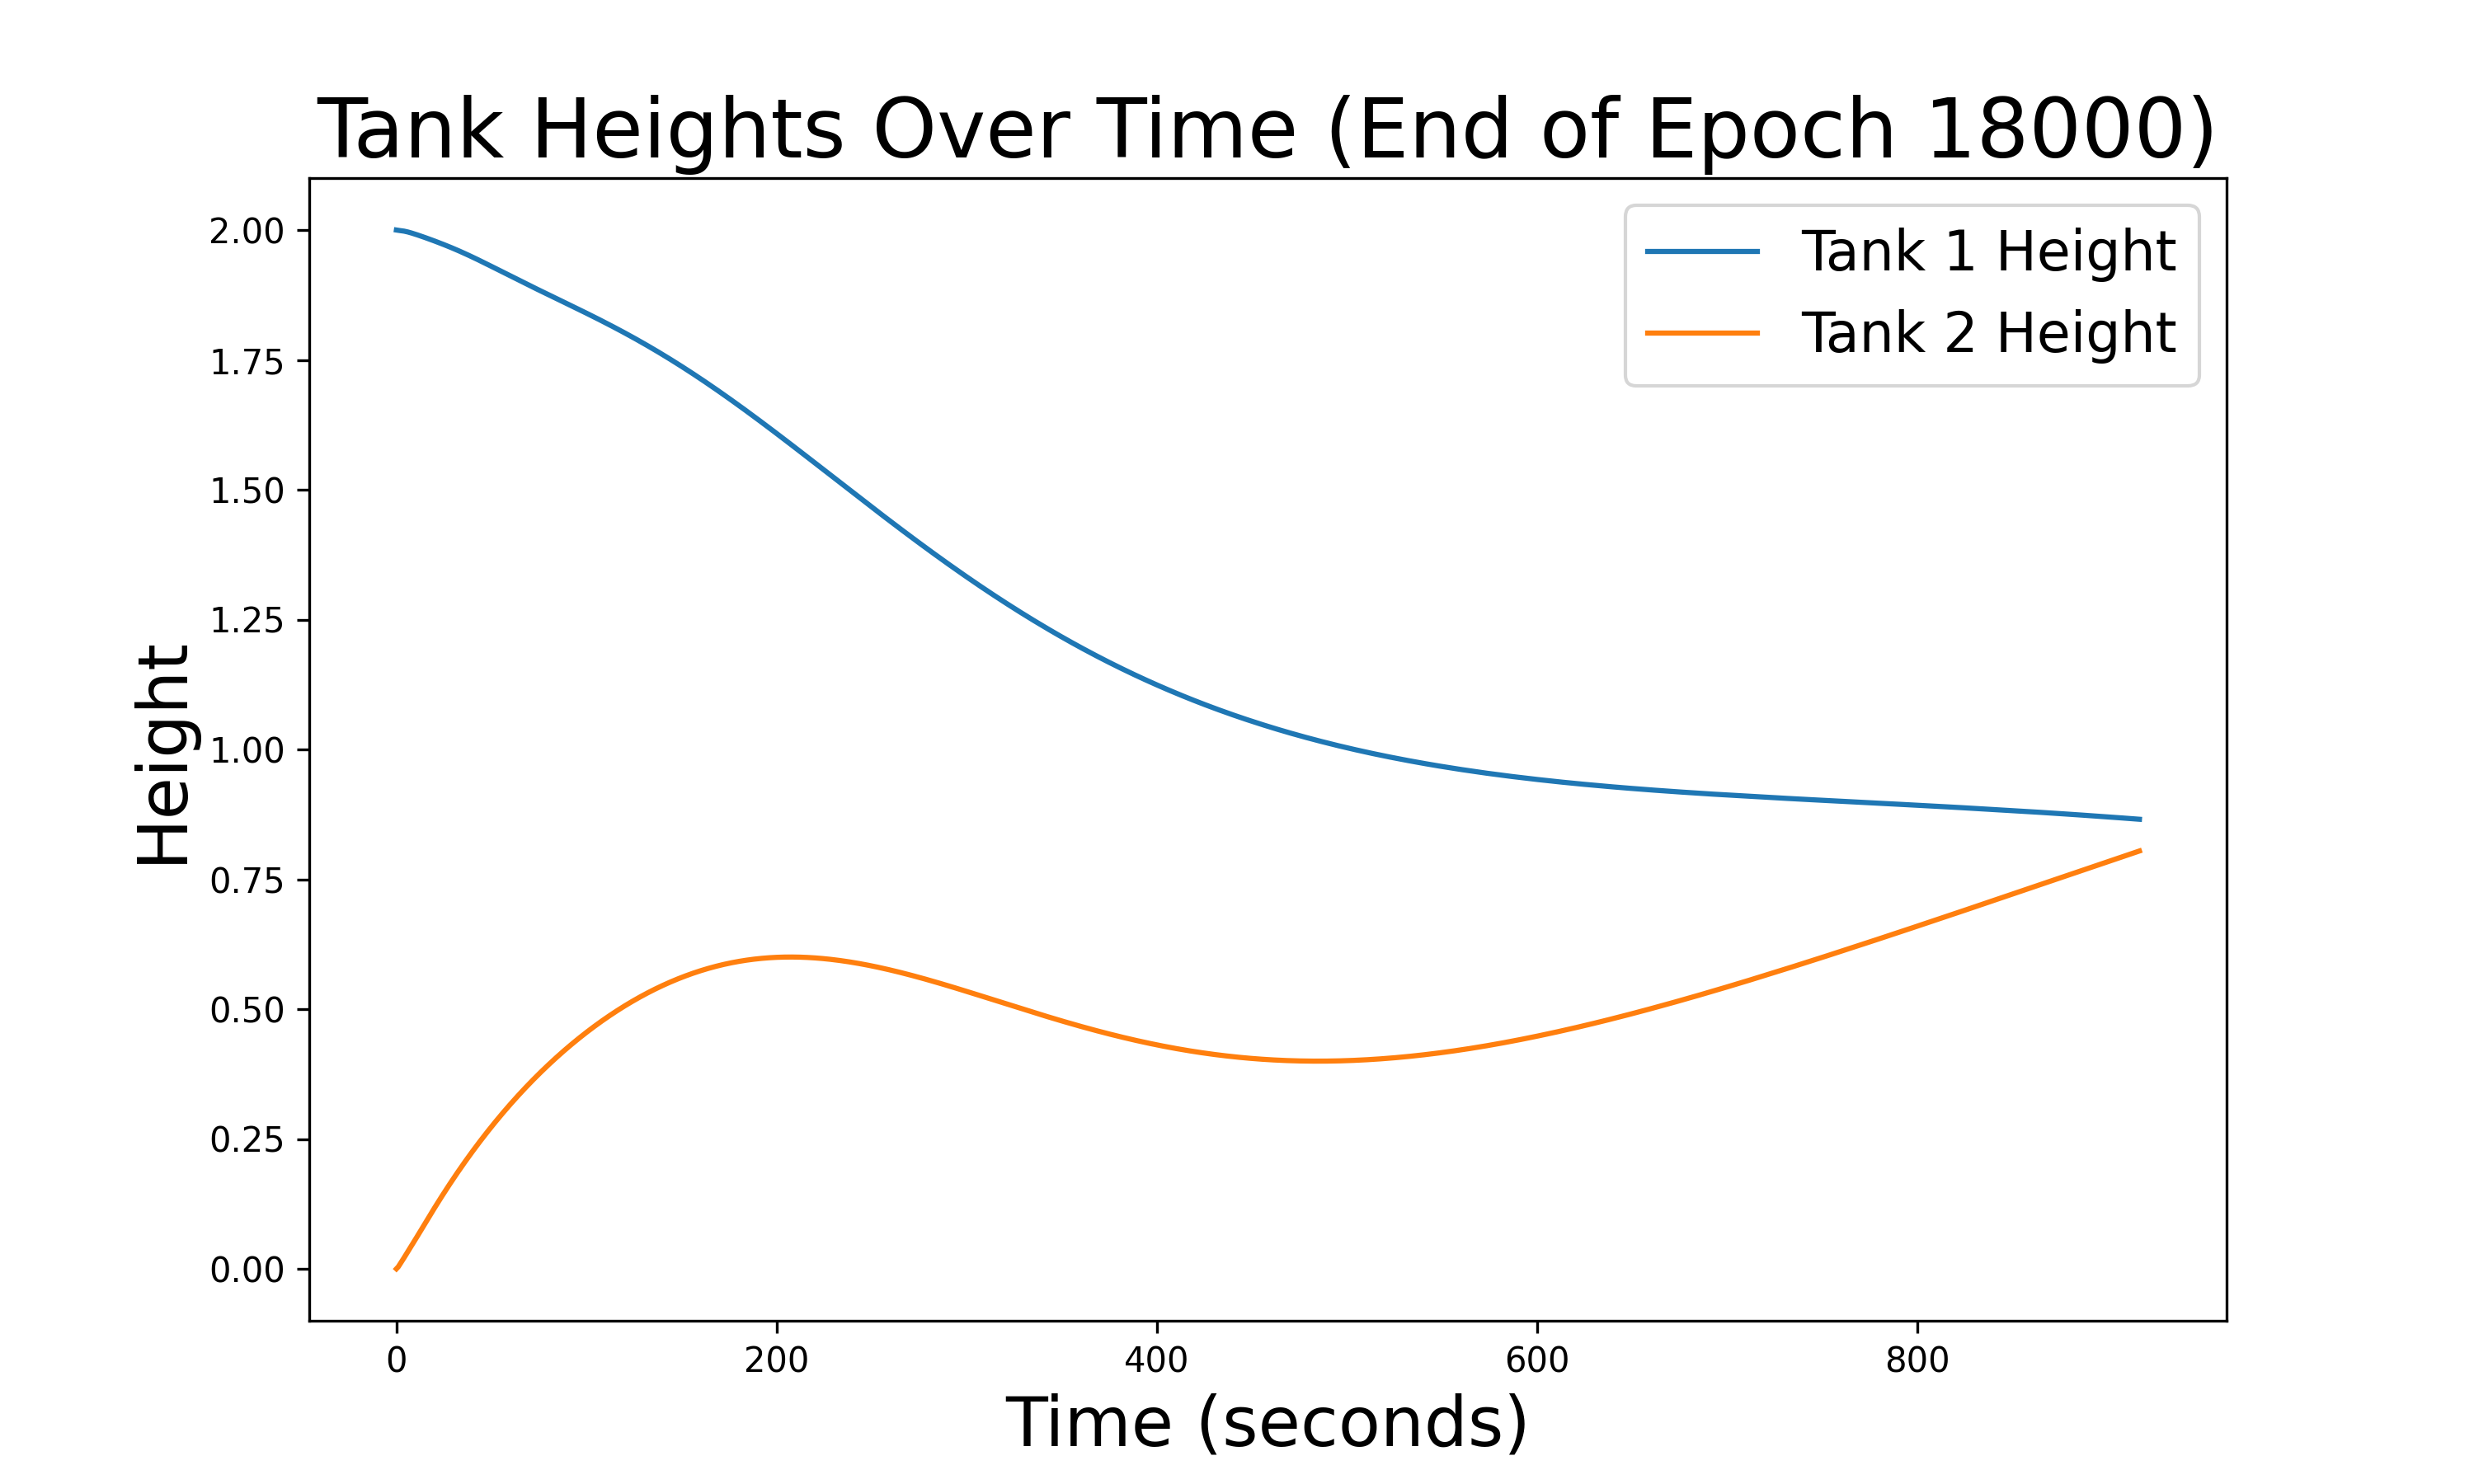 Tank Heights Over Time (End of Epoch 18000)
Tank 1 Height
Tank 2 Height
Height
2.00
1.75
1.50
1.25
1.00
0.75
0.50
0.25
0.00
0 200 400 600 800
Time (seconds)